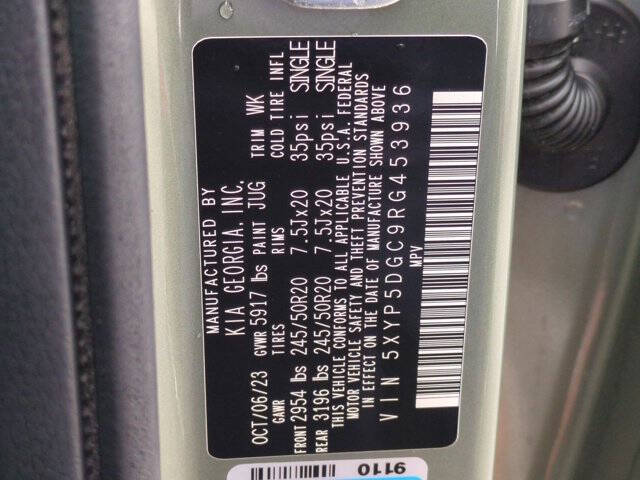 MANUFACTURED BY
KIA GEORGIA, INC.
OCT/06/23 GVWR 5917 lbs PAINT JUG TRIM WK
GAWR TIRES RIMS COLD TIRE INFL
FRONT 2954 lbs 245/50R20 7.5Jx20 35psi SINGLE
REAR 3196 lbs 245/50R20 7.5Jx20 35psi SINGLE
THIS VEHICLE CONFORMS TO ALL APPLICABLE U.S.A. FEDERAL
MOTOR VEHICLE SAFETY AND THEFT PREVENTION STANDARDS
IN EFFECT ON THE DATE OF MANUFACTURE SHOWN ABOVE
VIN 5XYP5DGC9RG453936
MPV
9110